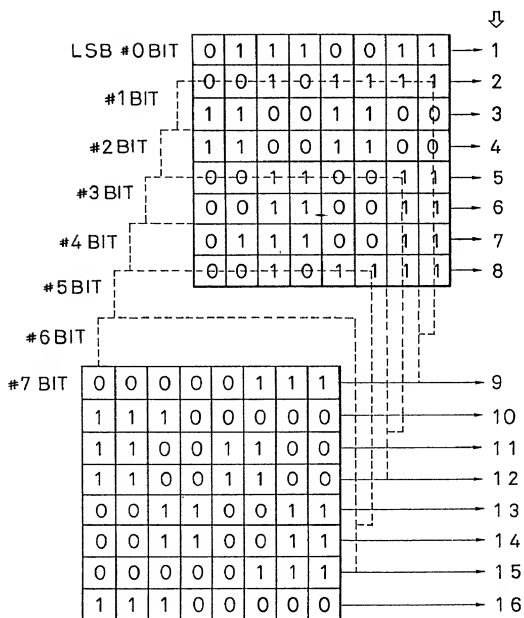 LSB #0 BIT 0 1 1 1 0 0 1 1 1
#1 BIT 0 0 1 0 1 1 1 1 2
1 1 0 0 1 1 0 0 3
#2 BIT 1 1 0 0 1 1 0 0 4
#3 BIT 0 0 1 1 0 0 1 1 5
0 0 1 1 0 0 1 1 6
#4 BIT 0 1 1 1 0 0 1 1 7
#5 BIT 0 0 1 0 1 1 1 1 8
#6 BIT
#7 BIT 0 0 0 0 0 1 1 1 9
1 1 1 0 0 0 0 0 10
1 1 0 0 1 1 0 0 11
1 1 0 0 1 1 0 0 12
0 0 1 1 0 0 1 1 13
0 0 1 1 0 0 1 1 14
0 0 0 0 0 1 1 1 15
1 1 1 0 0 0 0 0 16